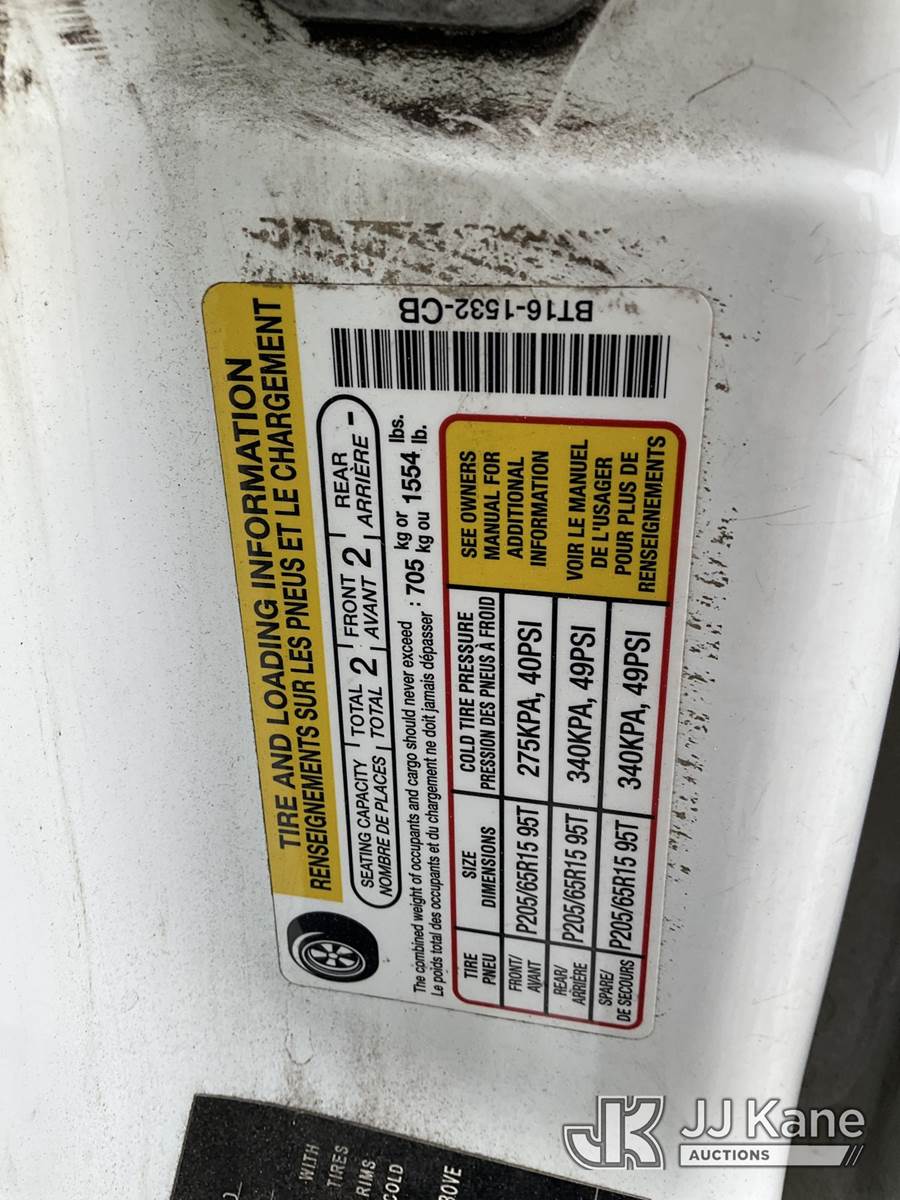 TIRE AND LOADING INFORMATION
RENSEIGNEMENTS SUR LES PNEUS ET LE CHARGEMENT
SEATING CAPACITY TOTAL 2 FRONT 2 REAR -
NOMBRE DE PLACES TOTAL AVANT ARRIÈRE
The combined weight of occupants and cargo should never exceed : 705 kg or 1554 lbs.
Le poids total des occupants et du chargement ne doit jamais dépasser kg ou lb.
TIRE SIZE COLD TIRE PRESSURE
PNEU DIMENSIONS PRESSION DES PNEUS À FROID
FRONT/ P205/65R15 95T 275KPA, 40PSI
AVANT
REAR/ P205/65R15 95T 340KPA, 49PSI
ARRIÈRE
SPARE/ P205/65R15 95T 340KPA, 49PSI
DE SECOURS
SEE OWNERS
MANUAL FOR
ADDITIONAL
INFORMATION
VOIR LE MANUEL
DE L'USAGER
POUR PLUS DE
RENSEIGNEMENTS
BT16-1532-CB
WITH
TIRES
RIMS
COLD
JK JJ Kane
AUCTIONS